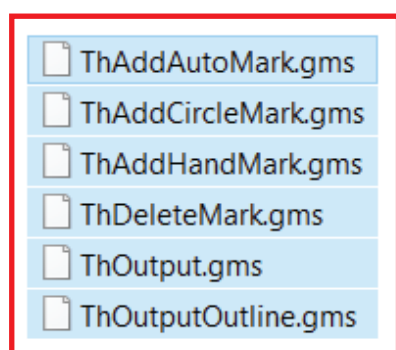 ThAddAutoMark.gms
ThAddCircleMark.gms
ThAddHandMark.gms
ThDeleteMark.gms
ThOutput.gms
ThOutputOutline.gms